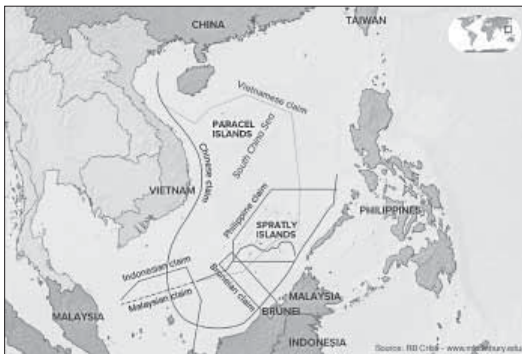 CHINA
TAIWAN
Vietnamese claim
PARACEL
ISLANDS
South China Sea
Chinese claim
VIETNAM
Philippine claim
PHILIPPINES
SPRATLY
ISLANDS
Indonesian claim
Malaysian claim
Bruneian claim
MALAYSIA
BRUNEI
MALAYSIA
INDONESIA
Source: RB Cribb - www.middlebury.edu